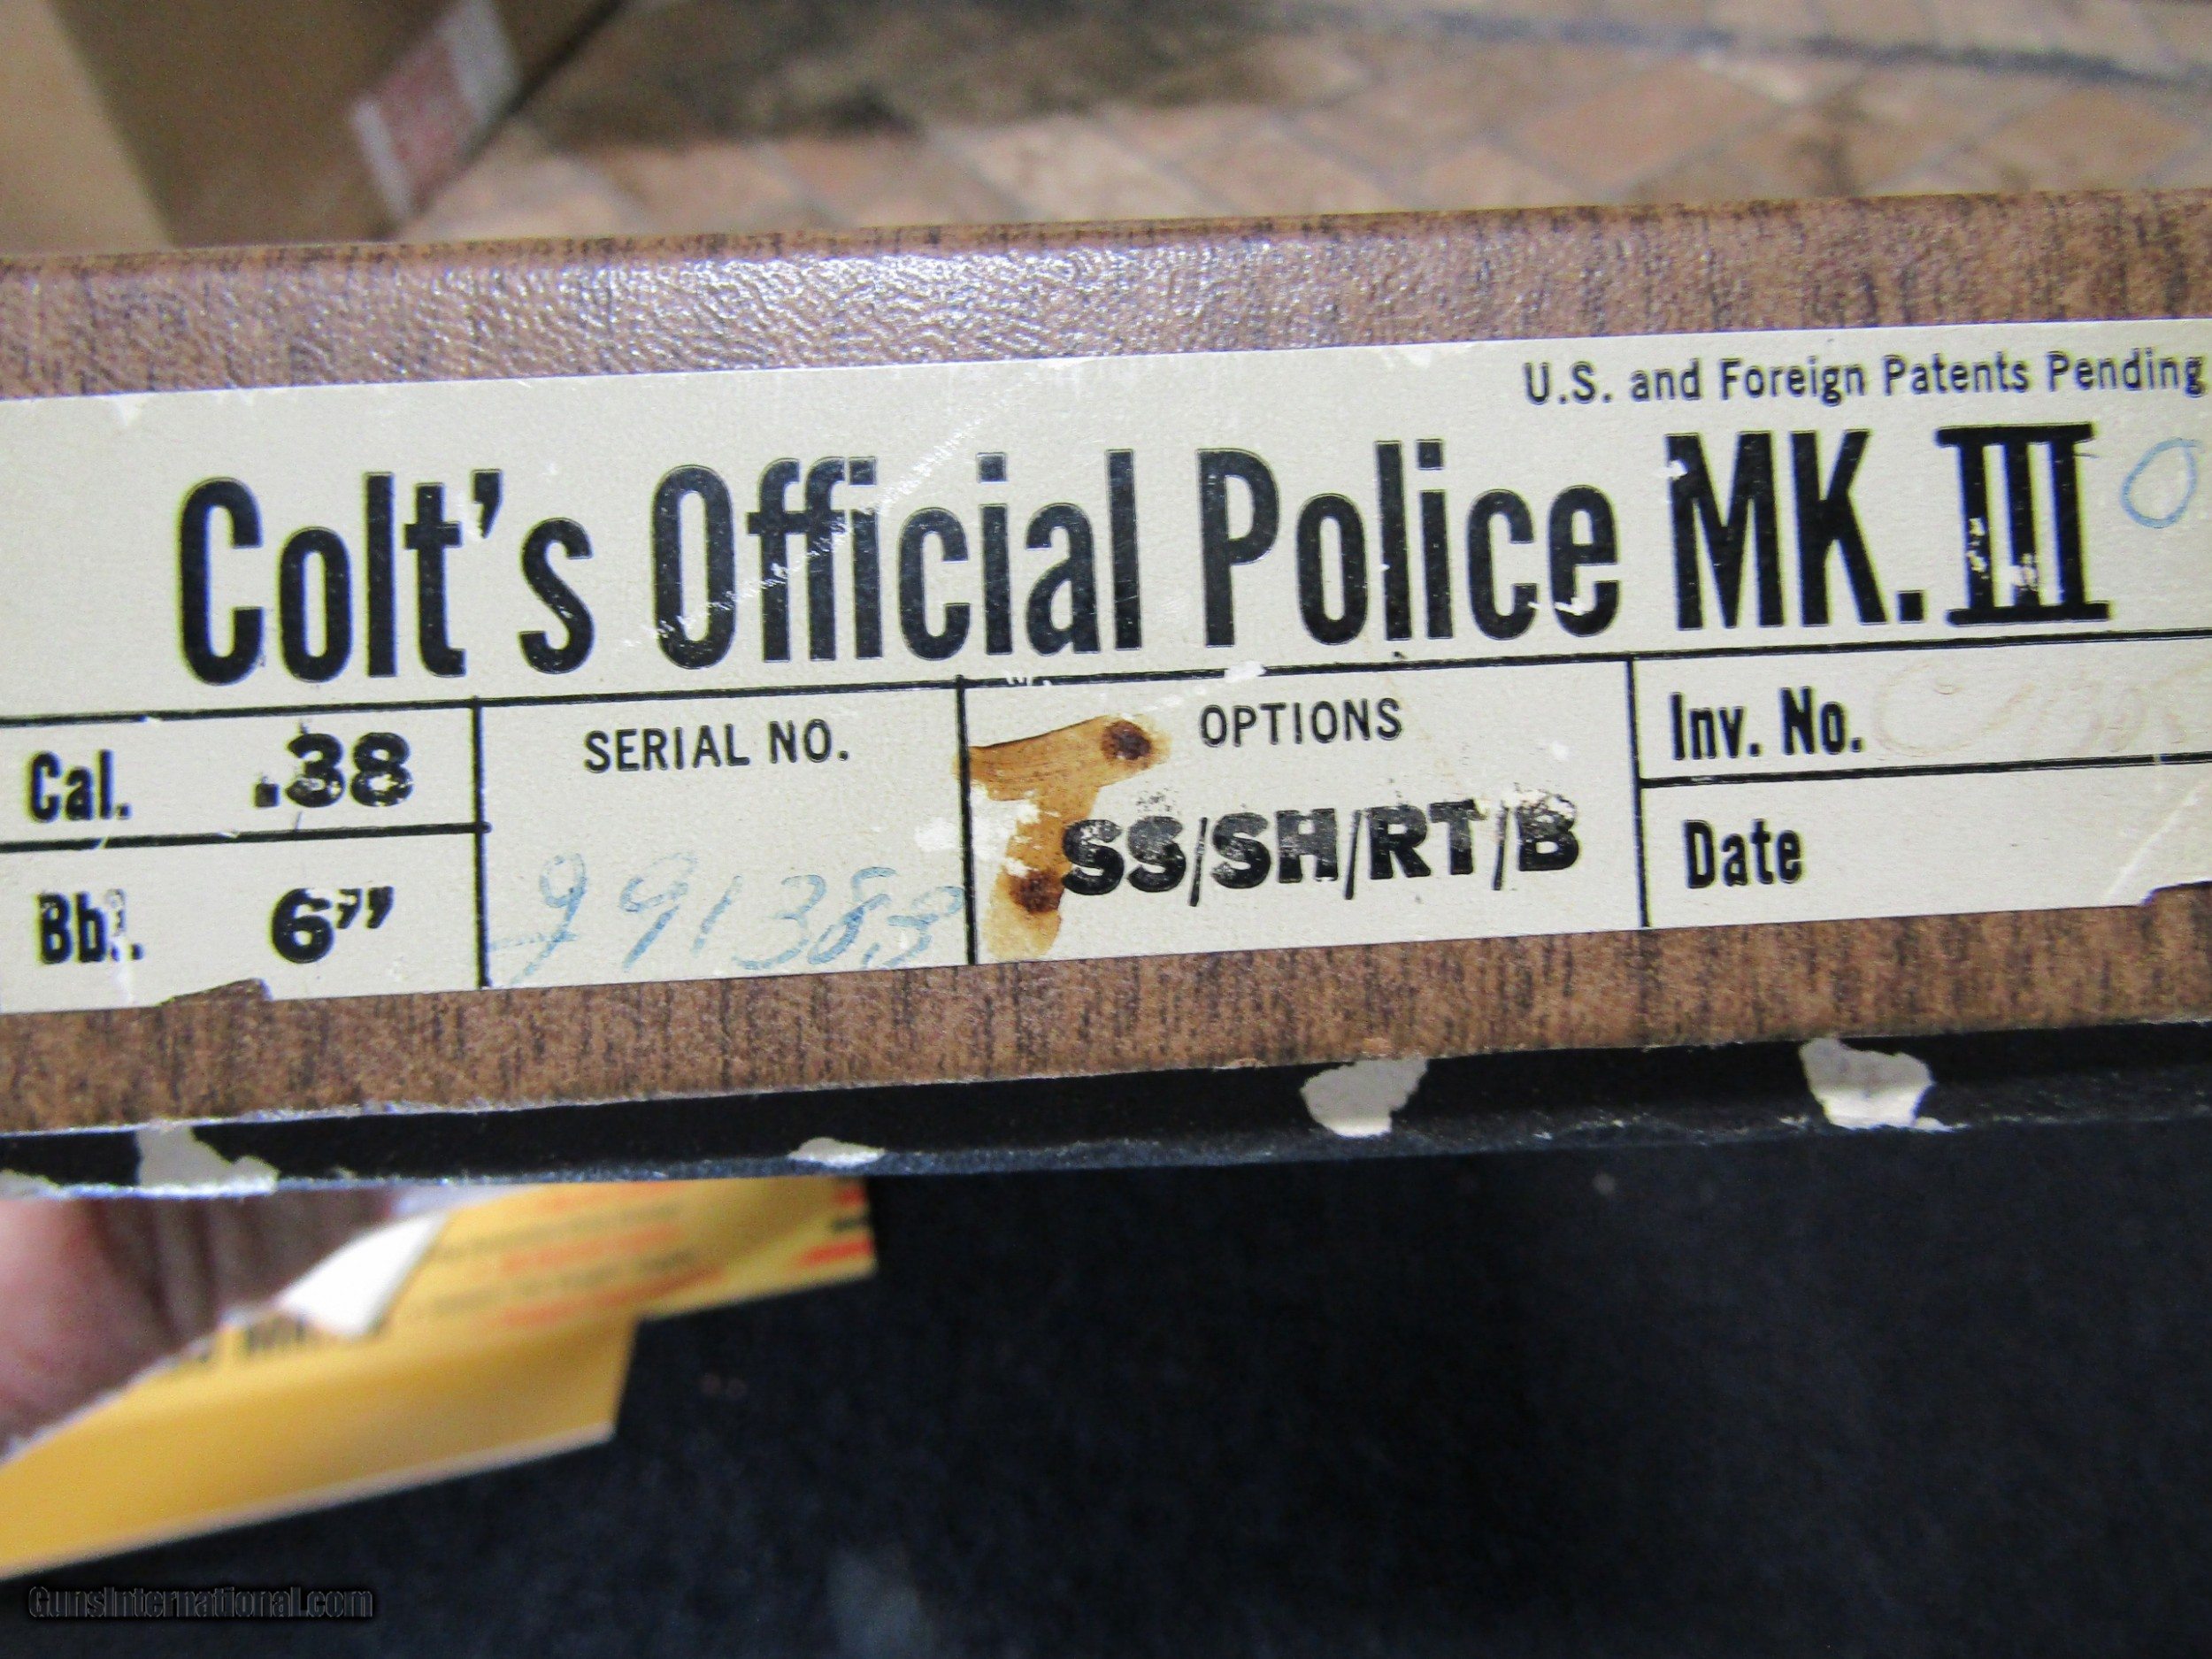 U.S. and Foreign Patents Pending
Colt's Official Police MK. III O
Cal. .38
Bbl. 6"
SERIAL NO.
991383
OPTIONS
SS/SH/RT/B
Inv. No.
Date
GunsInternational.com